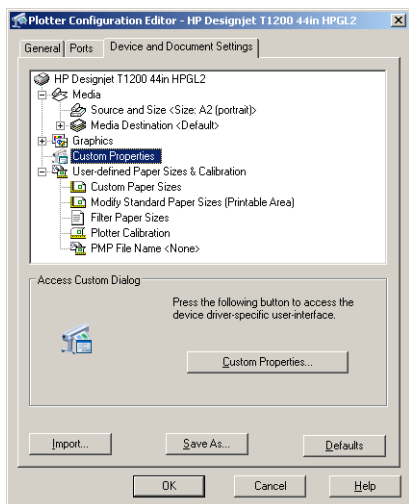 Plotter Configuration Editor - HP Designjet T1200 44in HPGL2
General Ports Device and Document Settings
HP Designjet T1200 44in HPGL2
Media
Source and Size <Size: A2 (portrait)>
Media Destination <Default>
Graphics
Custom Properties
User-defined Paper Sizes & Calibration
Custom Paper Sizes
Modify Standard Paper Sizes (Printable Area)
Filter Paper Sizes
Plotter Calibration
PMP File Name <None>
Access Custom Dialog
Press the following button to access the
device driver-specific user-interface.
Custom Properties...
Import... Save As... Defaults
OK Cancel Help